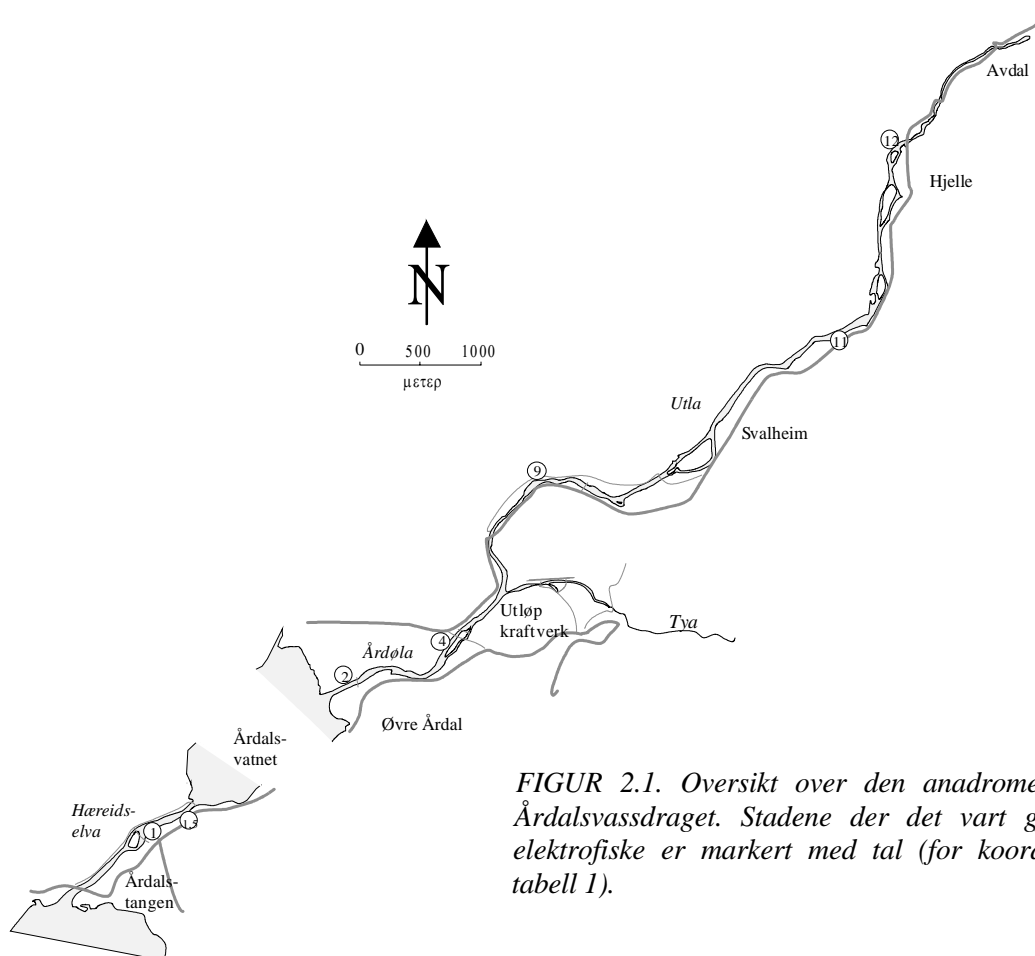 Avdal
12
Hjelle
N
0 500 1000
μετερ
11
Utla
Svalheim
9
Utløp
kraftverk
Tya
4
Årdøla
2
Øvre Årdal
Årdals-
vatnet
Hæreids-
elva
1
1,5
Årdals-
tangen
FIGUR 2.1. Oversikt over den anadrome
Årdalsvassdraget. Stadene der det vart g
elektrofiske er markert med tal (for koord
tabell 1).